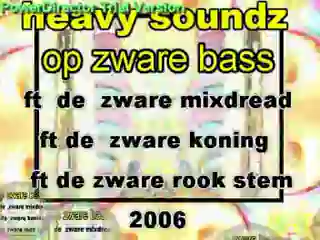 PowerDirector Trial Version
heavy soundz
op zware bass
ft de zware mixdread
ft de zware koning
ft de zware rook stem
2006